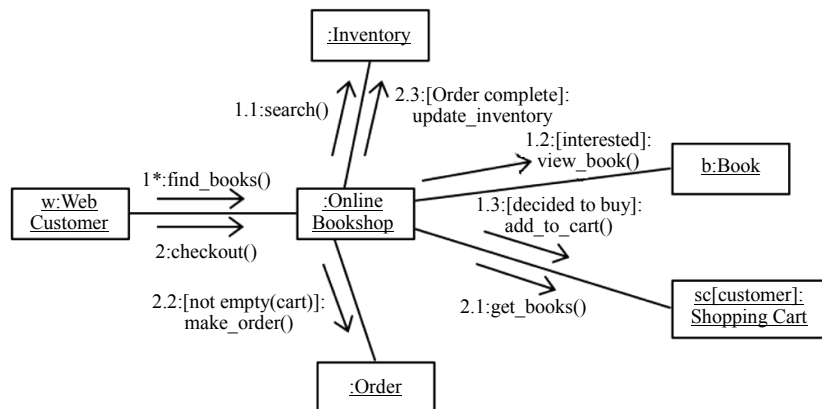 :Inventory
1.1:search()
2.3:[Order complete]:
update_inventory
1.2:[interested]:
view_book()
b:Book
1*:find_books()
w:Web
Customer
:Online
Bookshop
1.3:[decided to buy]:
add_to_cart()
2:checkout()
2.2:[not empty(cart)]:
make_order()
2.1:get_books()
sc[customer]:
Shopping Cart
:Order